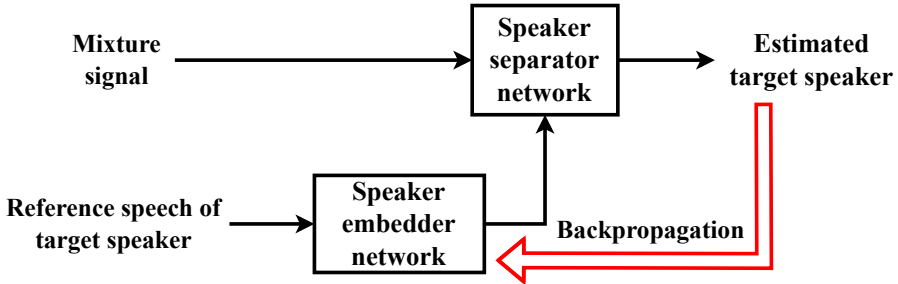 Mixture
signal
Speaker
separator
network
Estimated
target speaker
Reference speech of
target speaker
Speaker
embedder
network
Backpropagation